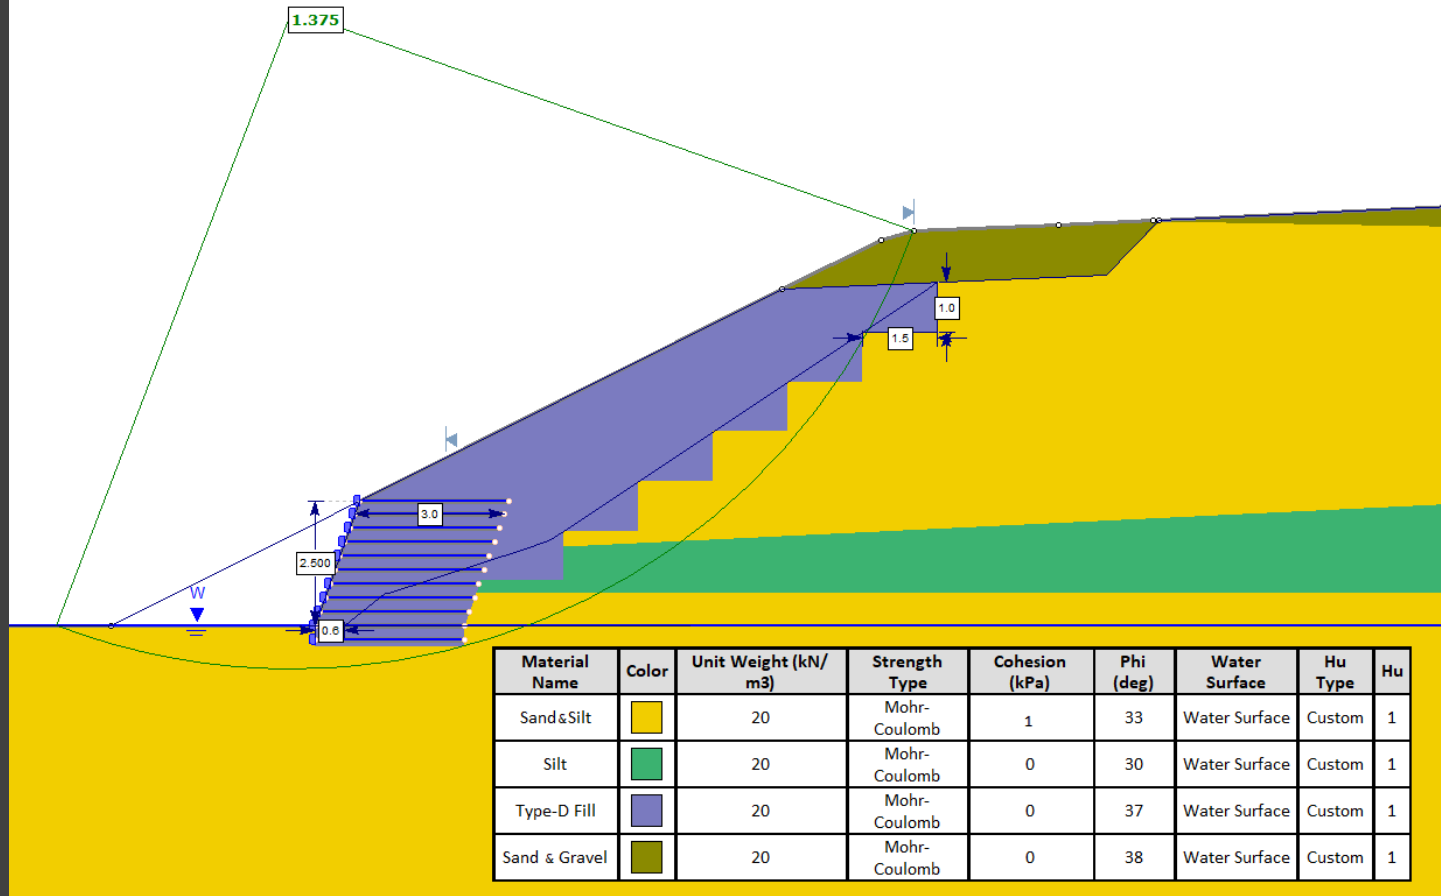 1.375
1.0
1.5
3.0
2.500
W
0.6
Material Name Color Unit Weight (kN/m3) Strength Type Cohesion (kPa) Phi (deg) Water Surface Hu Type Hu
Sand&Silt 20 Mohr-Coulomb 1 33 Water Surface Custom 1
Silt 20 Mohr-Coulomb 0 30 Water Surface Custom 1
Type-D Fill 20 Mohr-Coulomb 0 37 Water Surface Custom 1
Sand & Gravel 20 Mohr-Coulomb 0 38 Water Surface Custom 1